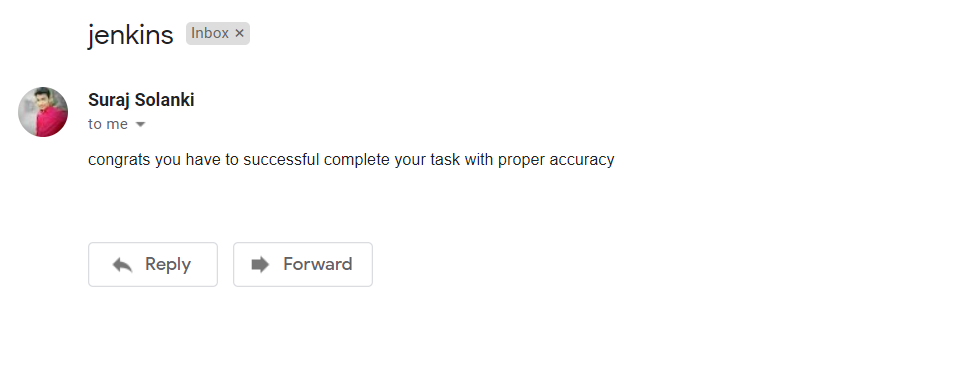 jenkins Inbox ×
Suraj Solanki
to me
congrats you have to successful complete your task with proper accuracy
Reply Forward